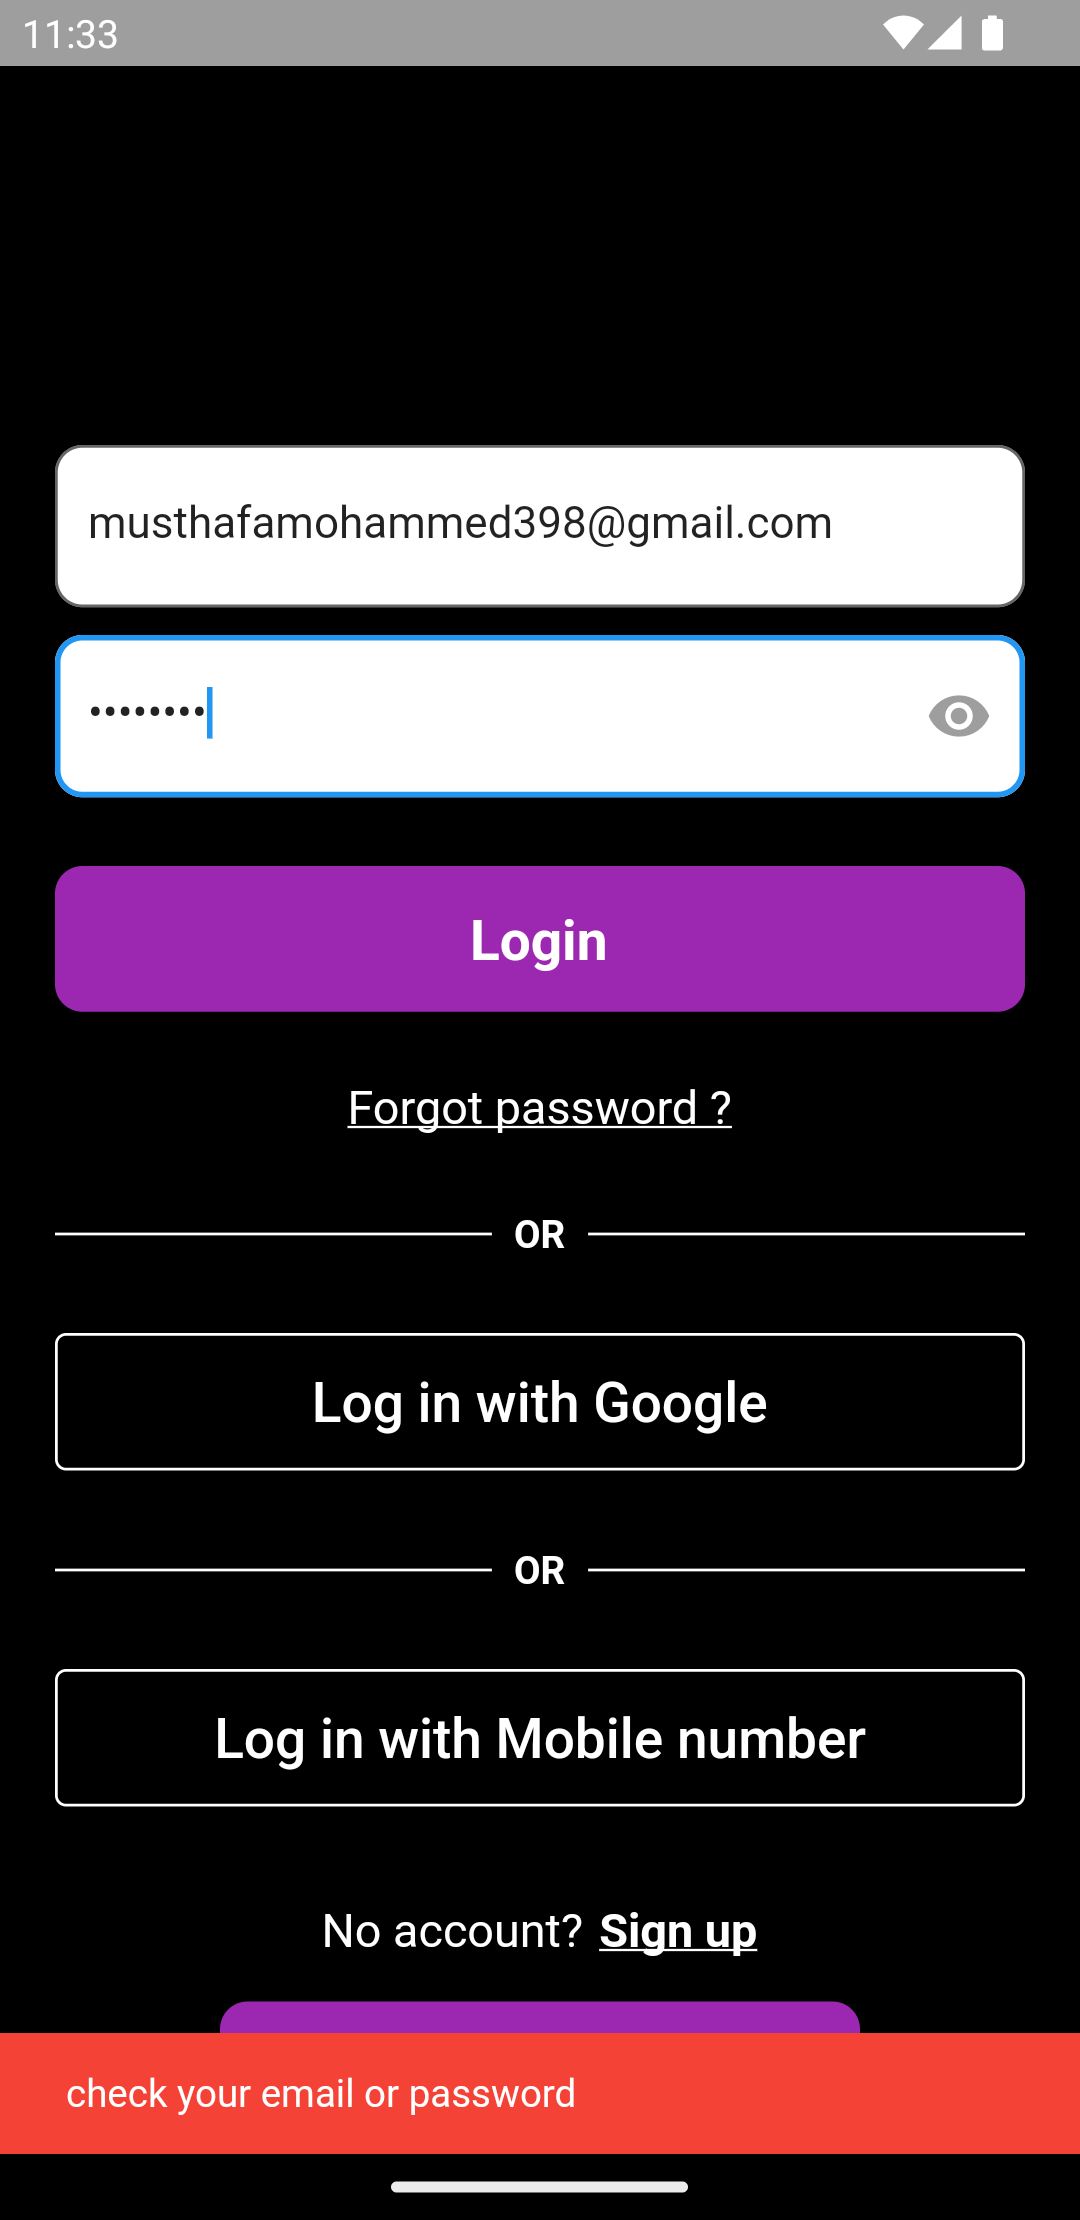 11:33
musthafamohammed398@gmail.com
••••••••
Login
Forgot password ?
OR
Log in with Google
OR
Log in with Mobile number
No account? Sign up
check your email or password